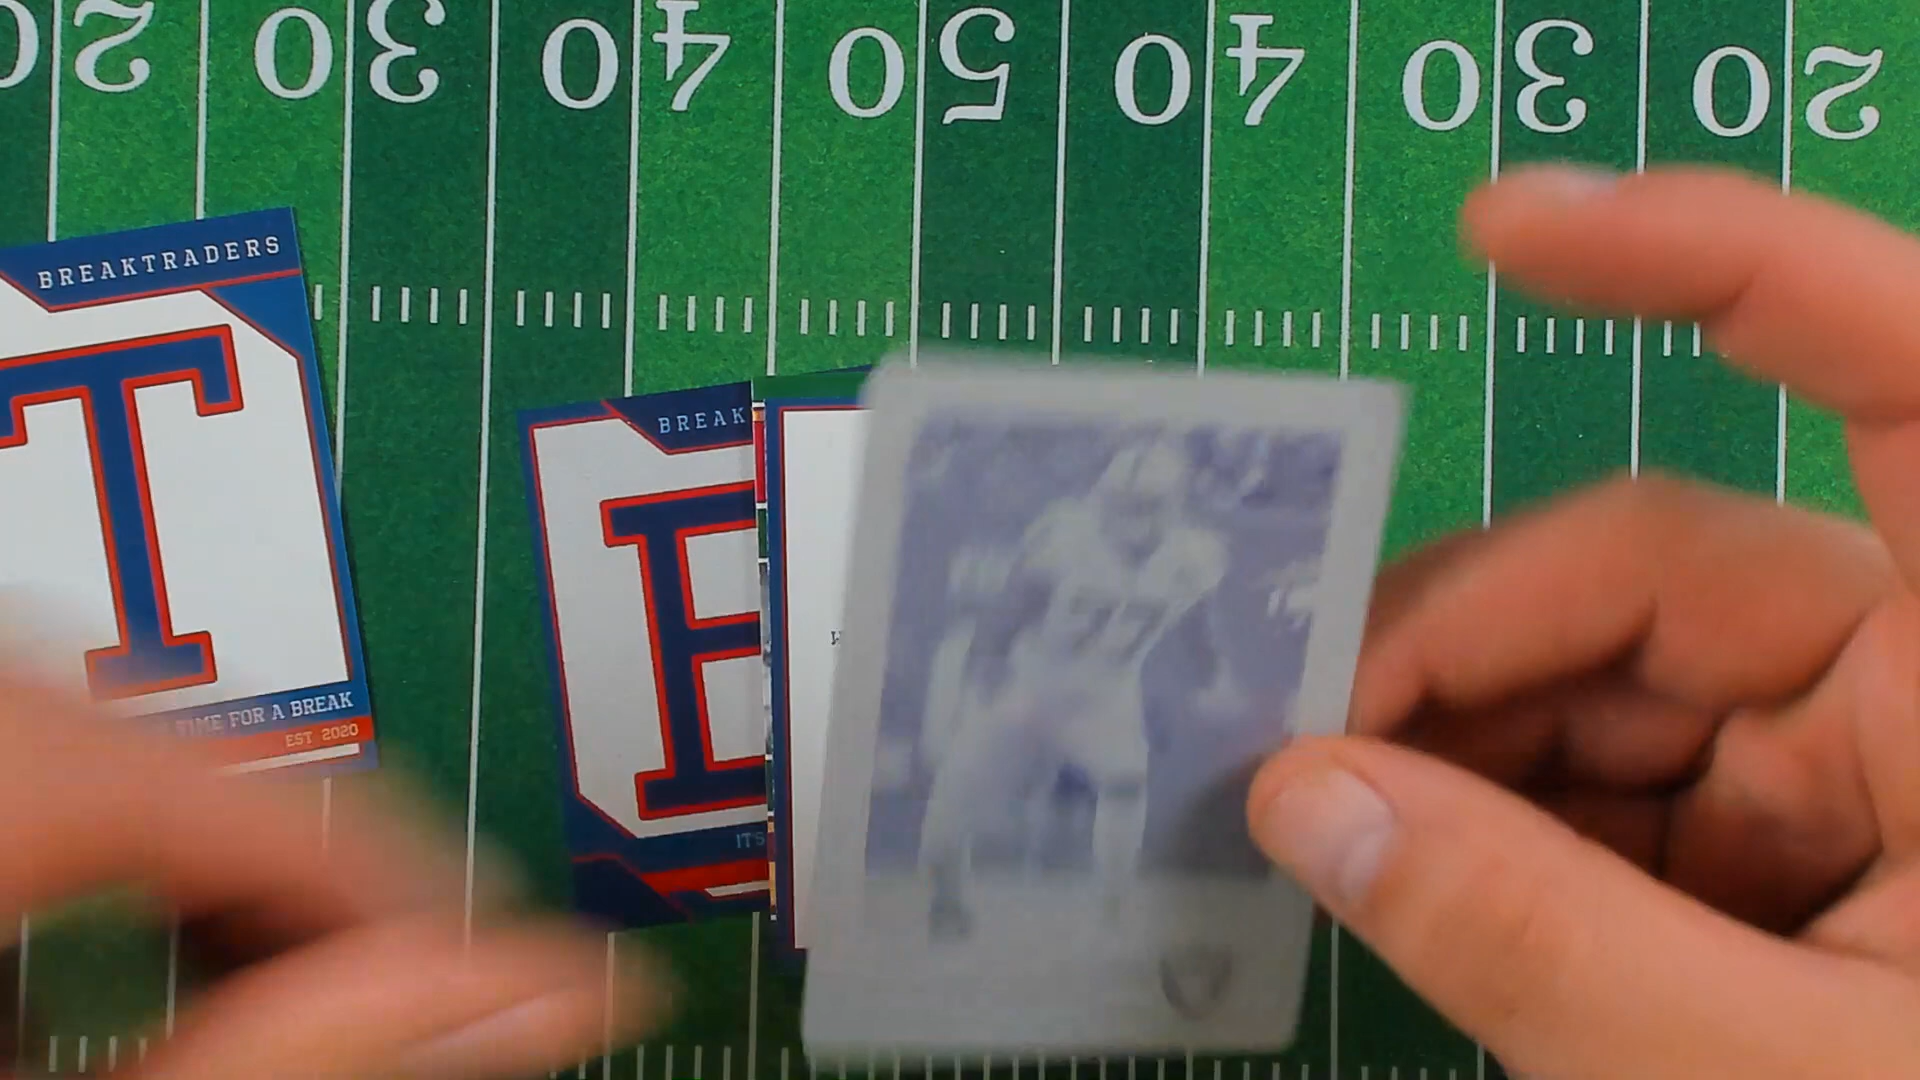 20 30 40 50 40 30 20
BREAKTRADERS
T
TIME FOR A BREAK
EST 2020
BREAK
ITS
77